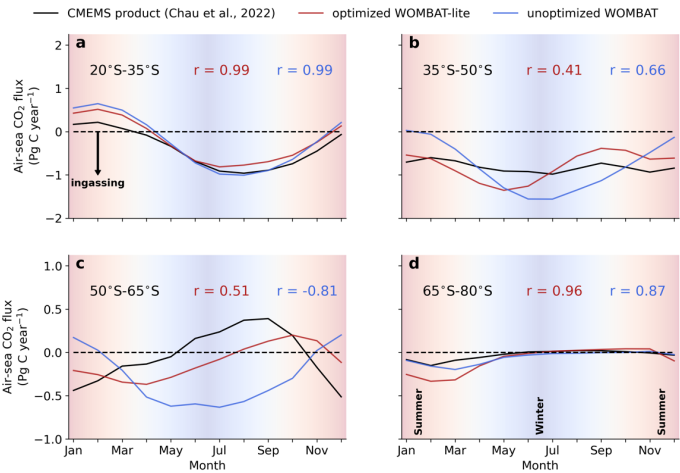 CMEMS product (Chau et al., 2022) optimized WOMBAT-lite unoptimized WOMBAT
a
20°S-35°S r = 0.99 r = 0.99
ingassing
2
1
0
−1
−2
Air-sea CO2 flux
(Pg C year⁻¹)
b
35°S-50°S r = 0.41 r = 0.66
c
50°S-65°S r = 0.51 r = -0.81
1.0
0.5
0.0
−0.5
−1.0
Air-sea CO2 flux
(Pg C year⁻¹)
Jan Mar May Jul Sep Nov
Month
d
65°S-80°S r = 0.96 r = 0.87
Summer
Winter
Summer
Jan Mar May Jul Sep Nov
Month